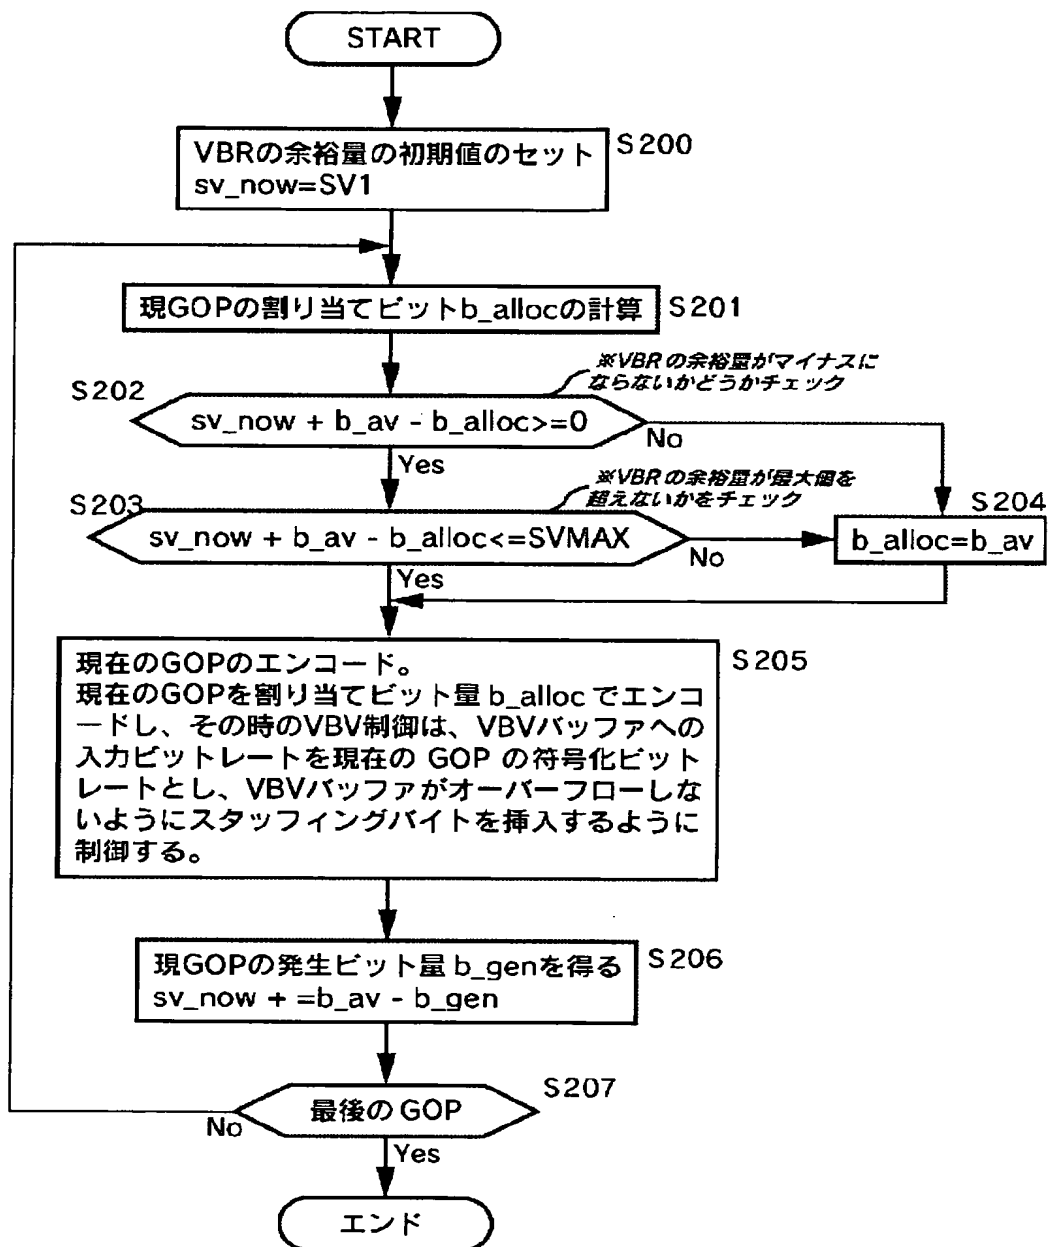 START
VBRの余裕量の初期値のセット
sv_now=SV1
S200
現GOPの割り当てビットb_allocの計算
S201
※VBRの余裕量がマイナスに
ならないかどうかチェック
S202
sv_now + b_av - b_alloc>=0
No
Yes
※VBRの余裕量が最大値を
超えないかをチェック
S203
sv_now + b_av - b_alloc<=SVMAX
No
Yes
S204
b_alloc=b_av
現在のGOPのエンコード。
現在のGOPを割り当てビット量 b_alloc でエンコ
ードし、その時のVBV制御は、VBVバッファへの
入力ビットレートを現在の GOP の符号化ビット
レートとし、VBVバッファがオーバーフローしな
いようにスタッフィングバイトを挿入するように
制御する。
S205
現GOPの発生ビット量 b_genを得る
sv_now + =b_av - b_gen
S206
S207
最後の GOP
No
Yes
エンド